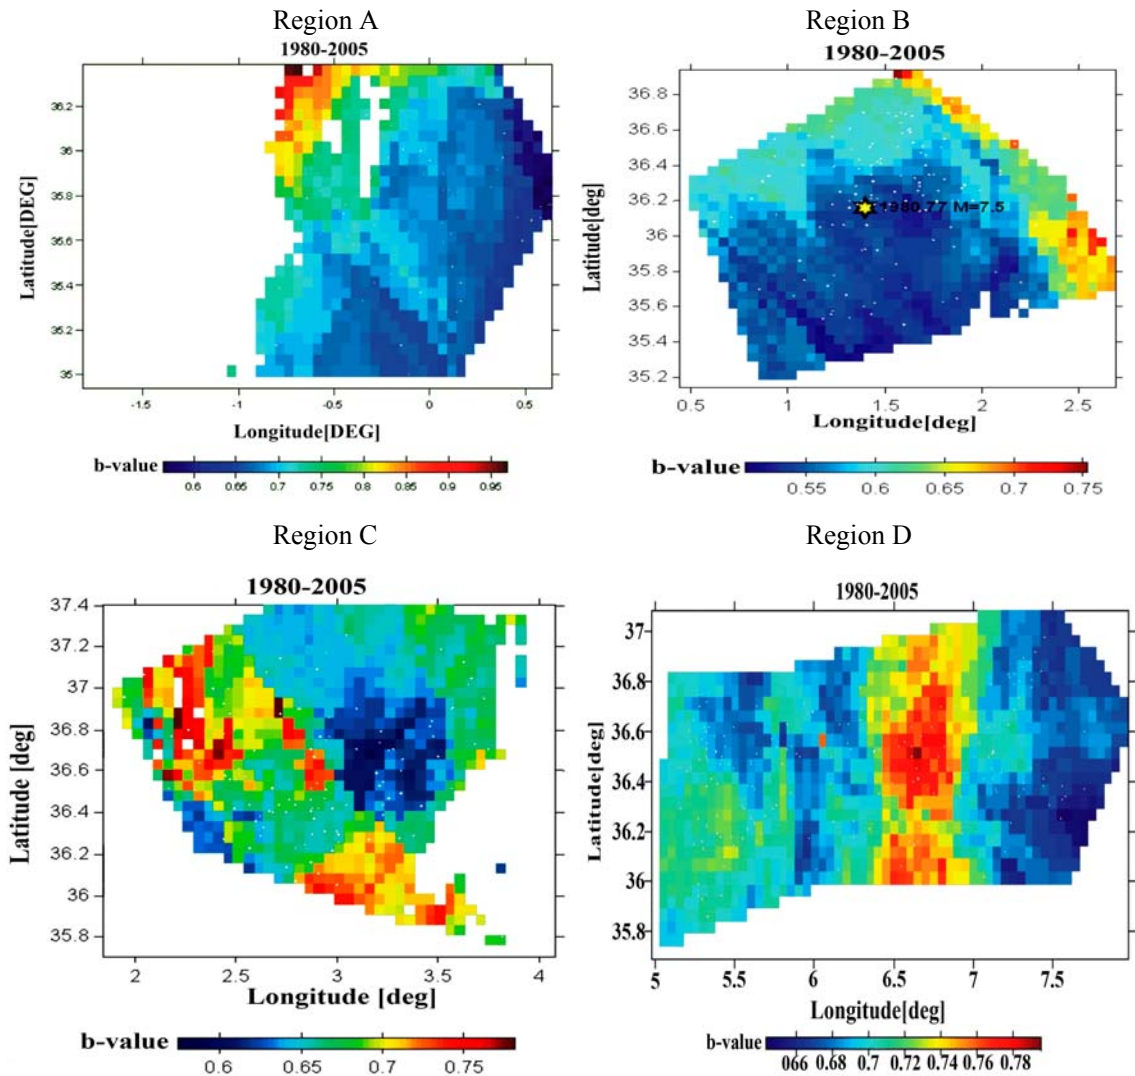 Region A
1980-2005
36.2
36
35.8
35.6
35.4
35.2
35
Latitude[DEG]
-1.5
-1
-0.5
0
0.5
Longitude[DEG]
b-value
0.6 0.65 0.7 0.75 0.8 0.85 0.9 0.95
Region B
1980-2005
36.8
36.6
36.4
36.2
36
35.8
35.6
35.4
35.2
Latitude[deg]
1980.77 M=7.5
0.5 1 1.5 2 2.5
Longitude[deg]
b-value
0.55 0.6 0.65 0.7 0.75
Region C
1980-2005
37.4
37.2
37
36.8
36.6
36.4
36.2
36
35.8
Latitude [deg]
2 2.5 3 3.5 4
Longitude [deg]
b-value
0.6 0.65 0.7 0.75
Region D
1980-2005
37
36.8
36.6
36.4
36.2
36
35.8
Latitude[deg]
5 5.5 6 6.5 7 7.5
Longitude[deg]
b-value
066 0.68 0.7 0.72 0.74 0.76 0.78